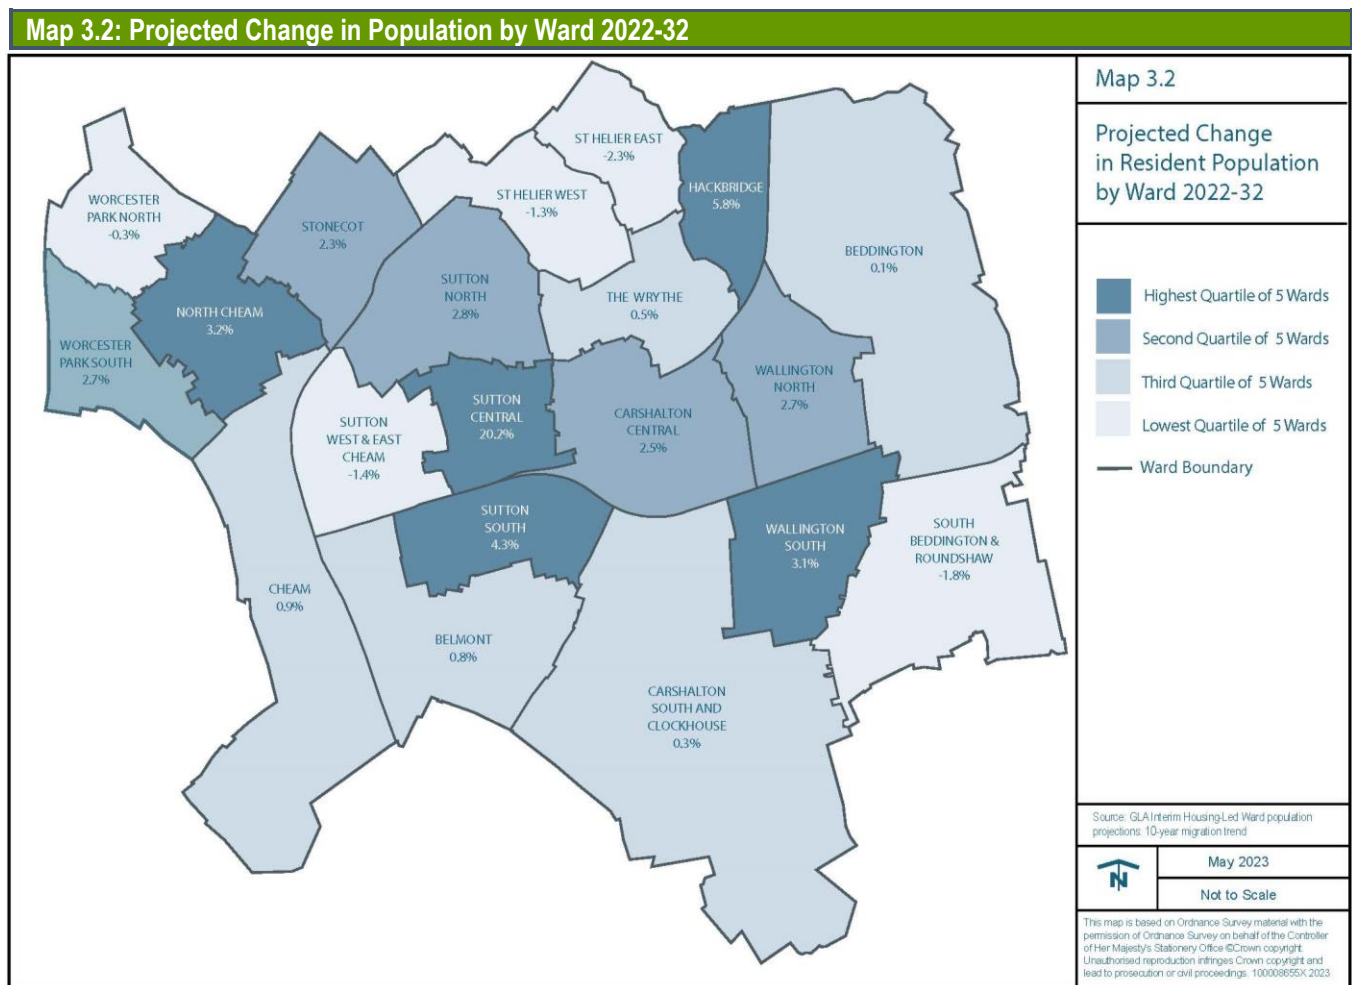 Map 3.2: Projected Change in Population by Ward 2022-32
ST HELIER EAST
-2.3%
HACKBRIDGE
5.8%
WORCESTER
PARK NORTH
-0.3%
ST HELIER WEST
-1.3%
STONECOT
2.3%
BEDDINGTON
0.1%
SUTTON
NORTH
2.8%
THE WRYTHE
0.5%
NORTH CHEAM
3.2%
WORCESTER
PARK SOUTH
2.7%
WALLINGTON
NORTH
2.7%
SUTTON
CENTRAL
20.2%
CARSHALTON
CENTRAL
2.5%
SUTTON
WEST & EAST
CHEAM
-1.4%
SUTTON
SOUTH
4.3%
WALLINGTON
SOUTH
3.1%
SOUTH
BEDDINGTON &
ROUNDSHAW
-1.8%
CHEAM
0.9%
BELMONT
0.8%
CARSHALTON
SOUTH AND
CLOCKHOUSE
0.3%
Map 3.2
Projected Change
in Resident Population
by Ward 2022-32
Highest Quartile of 5 Wards
Second Quartile of 5 Wards
Third Quartile of 5 Wards
Lowest Quartile of 5 Wards
Ward Boundary
Source: GLA Interim Housing-Led Ward population
projections: 10-year migration trend
N
May 2023
Not to Scale
This map is based on Ordnance Survey material with the
permission of Ordnance Survey on behalf of the Controller
of Her Majesty's Stationery Office ©Crown copyright.
Unauthorised reproduction infringes Crown copyright and
lead to prosecution or civil proceedings. 100008655X 2023